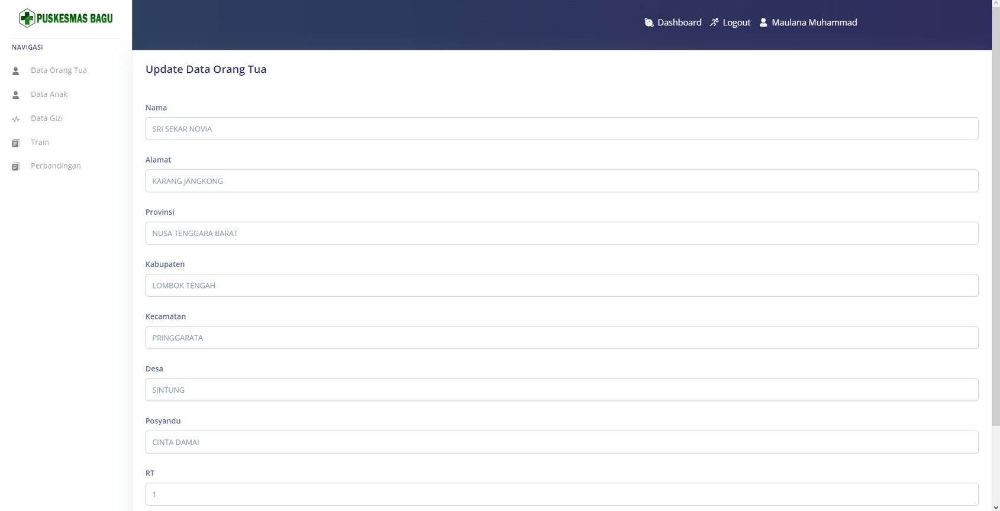 PUSKESMAS BAGU
NAVIGASI
Data Orang Tua
Data Anak
Data Gizi
Train
Perbandingan
Dashboard Logout Maulana Muhammad
Update Data Orang Tua
Nama
SRI SEKAR NOVIA
Alamat
KARANG JANGKONG
Provinsi
NUSA TENGGARA BARAT
Kabupaten
LOMBOK TENGAH
Kecamatan
PRINGGARATA
Desa
SINTUNG
Posyandu
CINTA DAMAI
RT
1